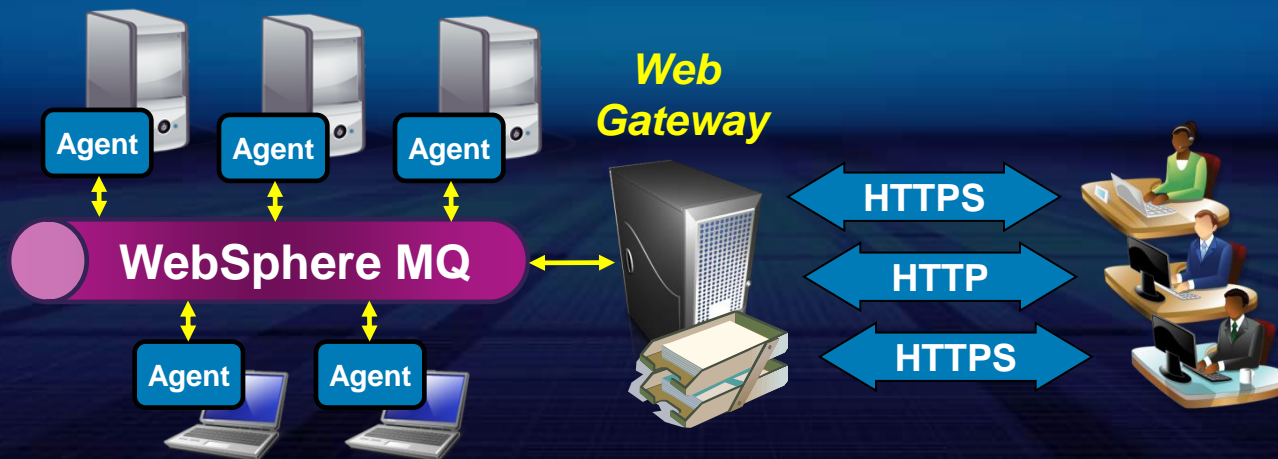 Web
Gateway
Agent
Agent
Agent
HTTPS
WebSphere MQ
HTTP
HTTPS
Agent
Agent